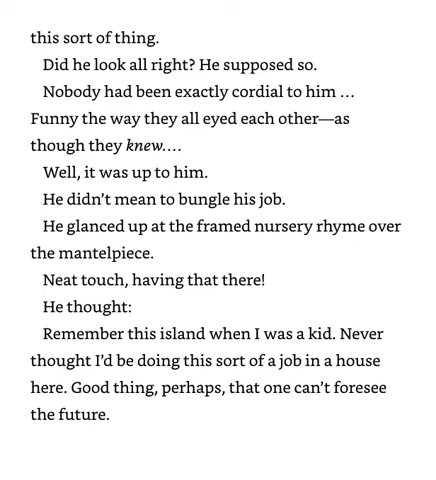 this sort of thing.
Did he look all right? He supposed so.
Nobody had been exactly cordial to him …
Funny the way they all eyed each other—as
though they knew.…
Well, it was up to him.
He didn’t mean to bungle his job.
He glanced up at the framed nursery rhyme over
the mantelpiece.
Neat touch, having that there!
He thought:
Remember this island when I was a kid. Never
thought I’d be doing this sort of a job in a house
here. Good thing, perhaps, that one can’t foresee
the future.